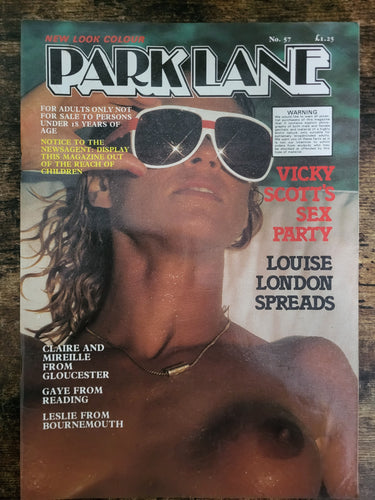 NEW LOOK COLOUR
No. 57
£1.25
PARK LANE
FOR ADULTS ONLY NOT
FOR SALE TO PERSONS
UNDER 18 YEARS OF
AGE
NOTICE TO THE
NEWSAGENT: DISPLAY
THIS MAGAZINE OUT
OF THE REACH OF
CHILDREN
WARNING
VICKY
SCOTT'S
SEX
PARTY
LOUISE
LONDON
SPREADS
CLAIRE AND
MIREILLE
FROM
GLOUCESTER
GAYE FROM
READING
LESLIE FROM
BOURNEMOUTH